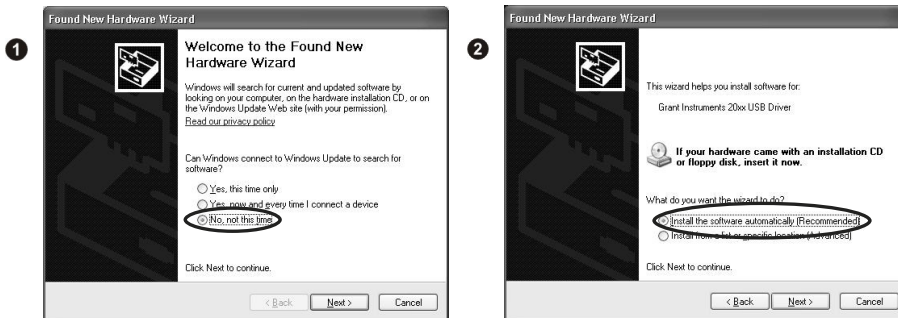 1
Found New Hardware Wizard
Welcome to the Found New
Hardware Wizard
Windows will search for current and updated software by
looking on your computer, on the hardware installation CD, or on
the Windows Update Web site (with your permission).
Read our privacy policy
Can Windows connect to Windows Update to search for
software?
Yes, this time only
Yes, now and every time I connect a device
No, not this time
Click Next to continue.
< Back
Next >
Cancel
2
Found New Hardware Wizard
This wizard helps you install software for:
Grant Instruments 20xx USB Driver
If your hardware came with an installation CD
or floppy disk, insert it now.
What do you want the wizard to do?
Install the software automatically (Recommended)
Install from a list or specific location (Advanced)
Click Next to continue.
< Back
Next >
Cancel